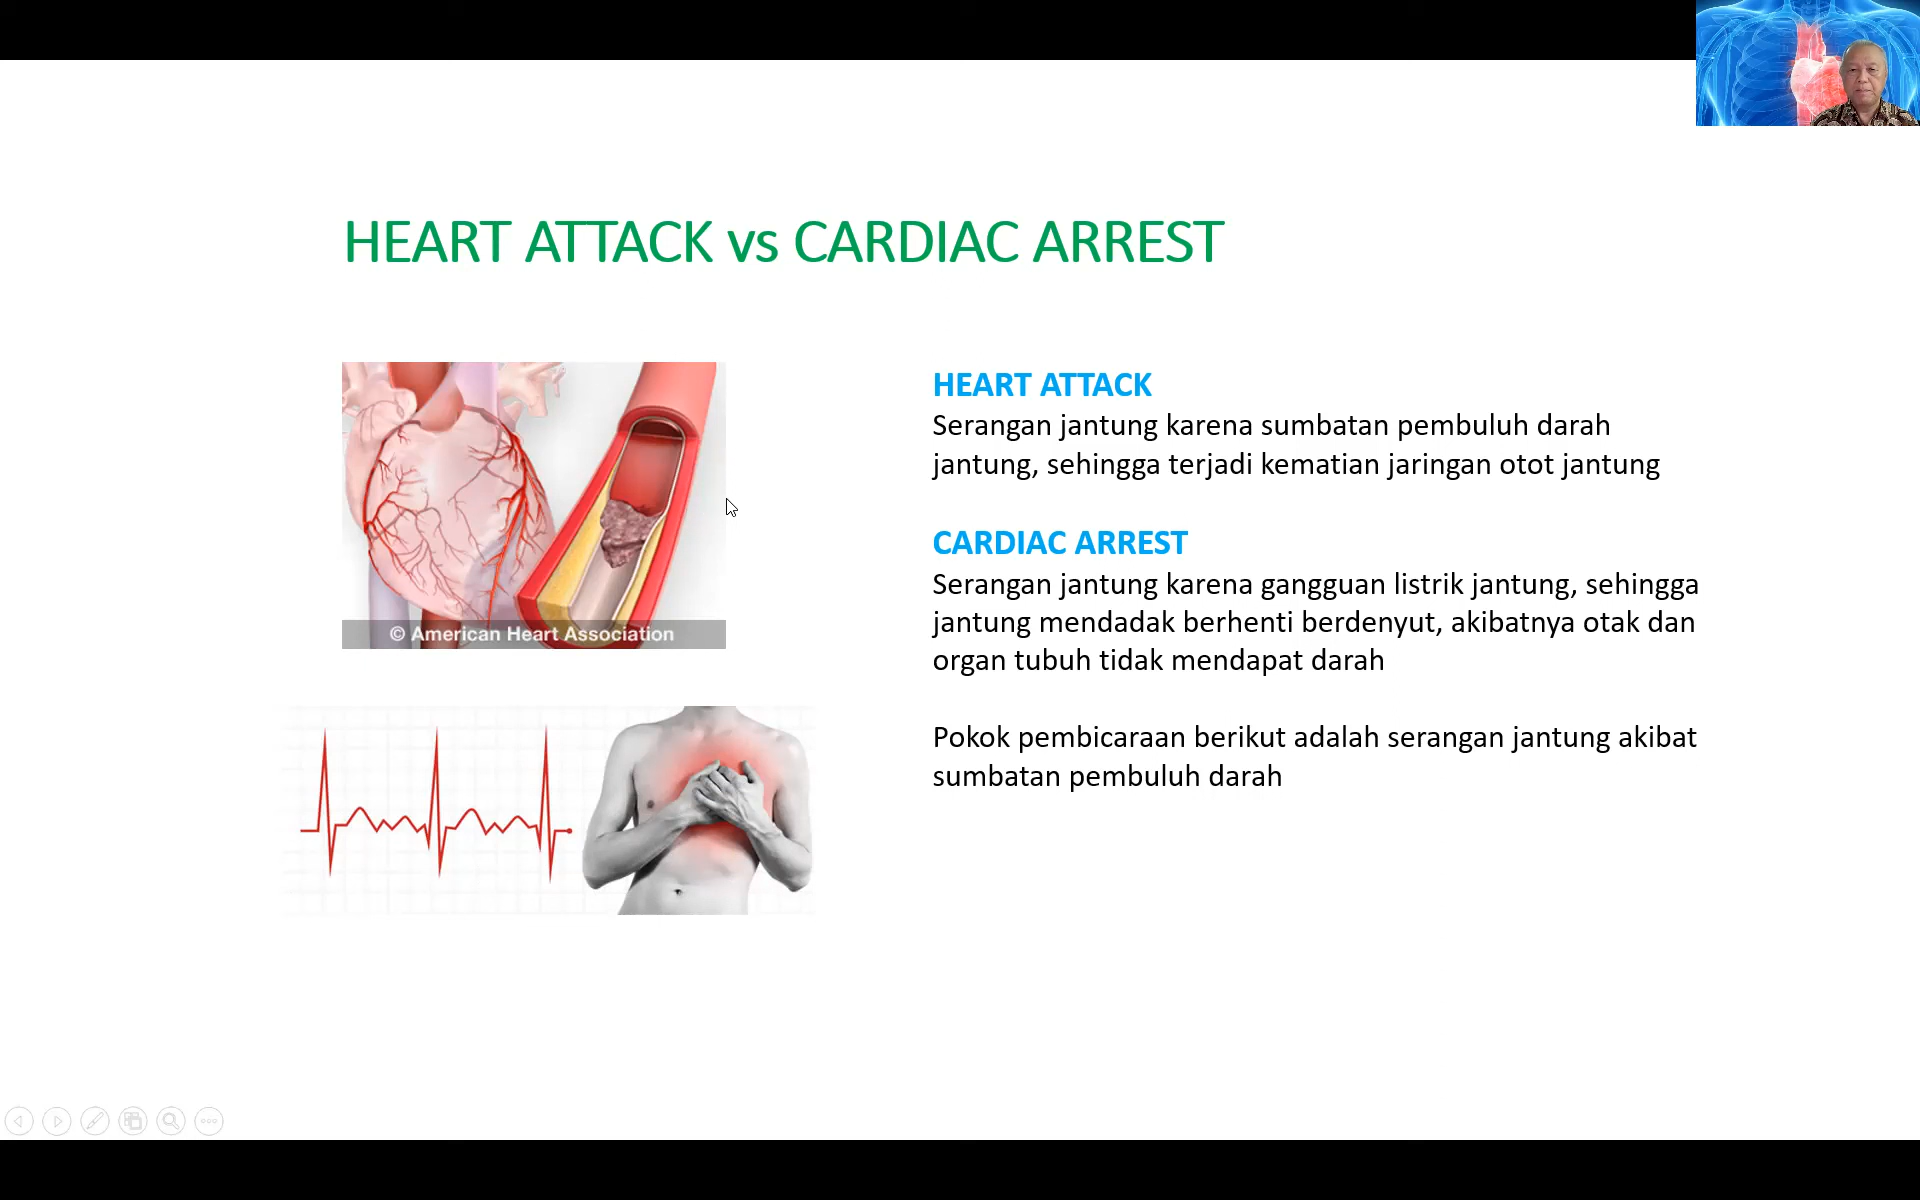 HEART ATTACK vs CARDIAC ARREST
© American Heart Association
HEART ATTACK
Serangan jantung karena sumbatan pembuluh darah
jantung, sehingga terjadi kematian jaringan otot jantung
CARDIAC ARREST
Serangan jantung karena gangguan listrik jantung, sehingga
jantung mendadak berhenti berdenyut, akibatnya otak dan
organ tubuh tidak mendapat darah
Pokok pembicaraan berikut adalah serangan jantung akibat
sumbatan pembuluh darah